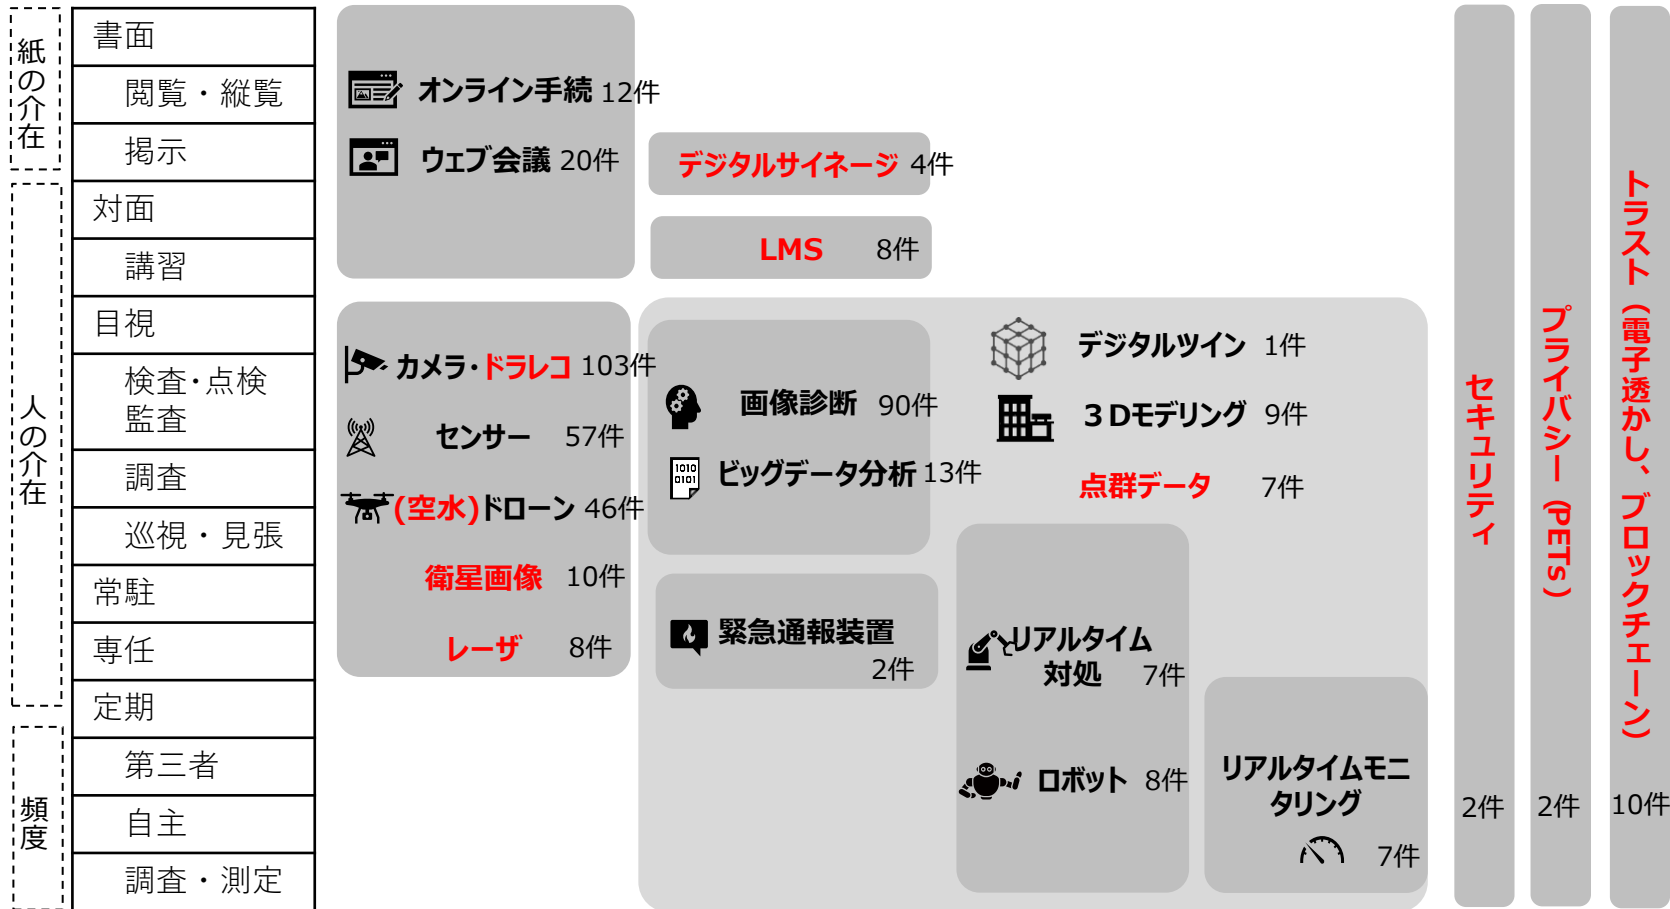 紙の介在
書面
閲覧・縦覧
掲示
人の介在
対面
講習
目視
検査・点検
監査
調査
巡視・見張
常駐
専任
定期
頻度
第三者
自主
調査・測定
オンライン手続 12件
ウェブ会議 20件
デジタルサイネージ 4件
LMS 8件
カメラ・ドラレコ 103件
センサー 57件
(空水)ドローン 46件
衛星画像 10件
レーザ 8件
画像診断 90件
1010
0101
ビッグデータ分析 13件
緊急通報装置
2件
デジタルツイン 1件
３Dモデリング 9件
点群データ 7件
リアルタイム
対処 7件
ロボット 8件
リアルタイムモニ
タリング
7件
セキュリティ
2件
プライバシー（PETs）
2件
トラスト（電子透かし、ブロックチェーン）
10件